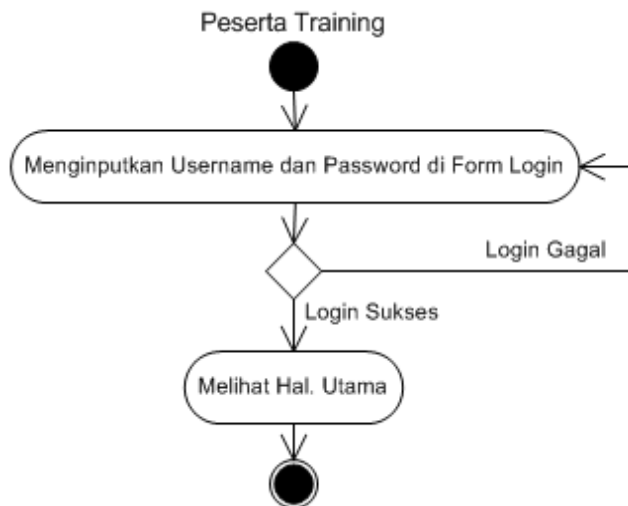 Peserta Training
Menginputkan Username dan Password di Form Login
Login Gagal
Login Sukses
Melihat Hal. Utama